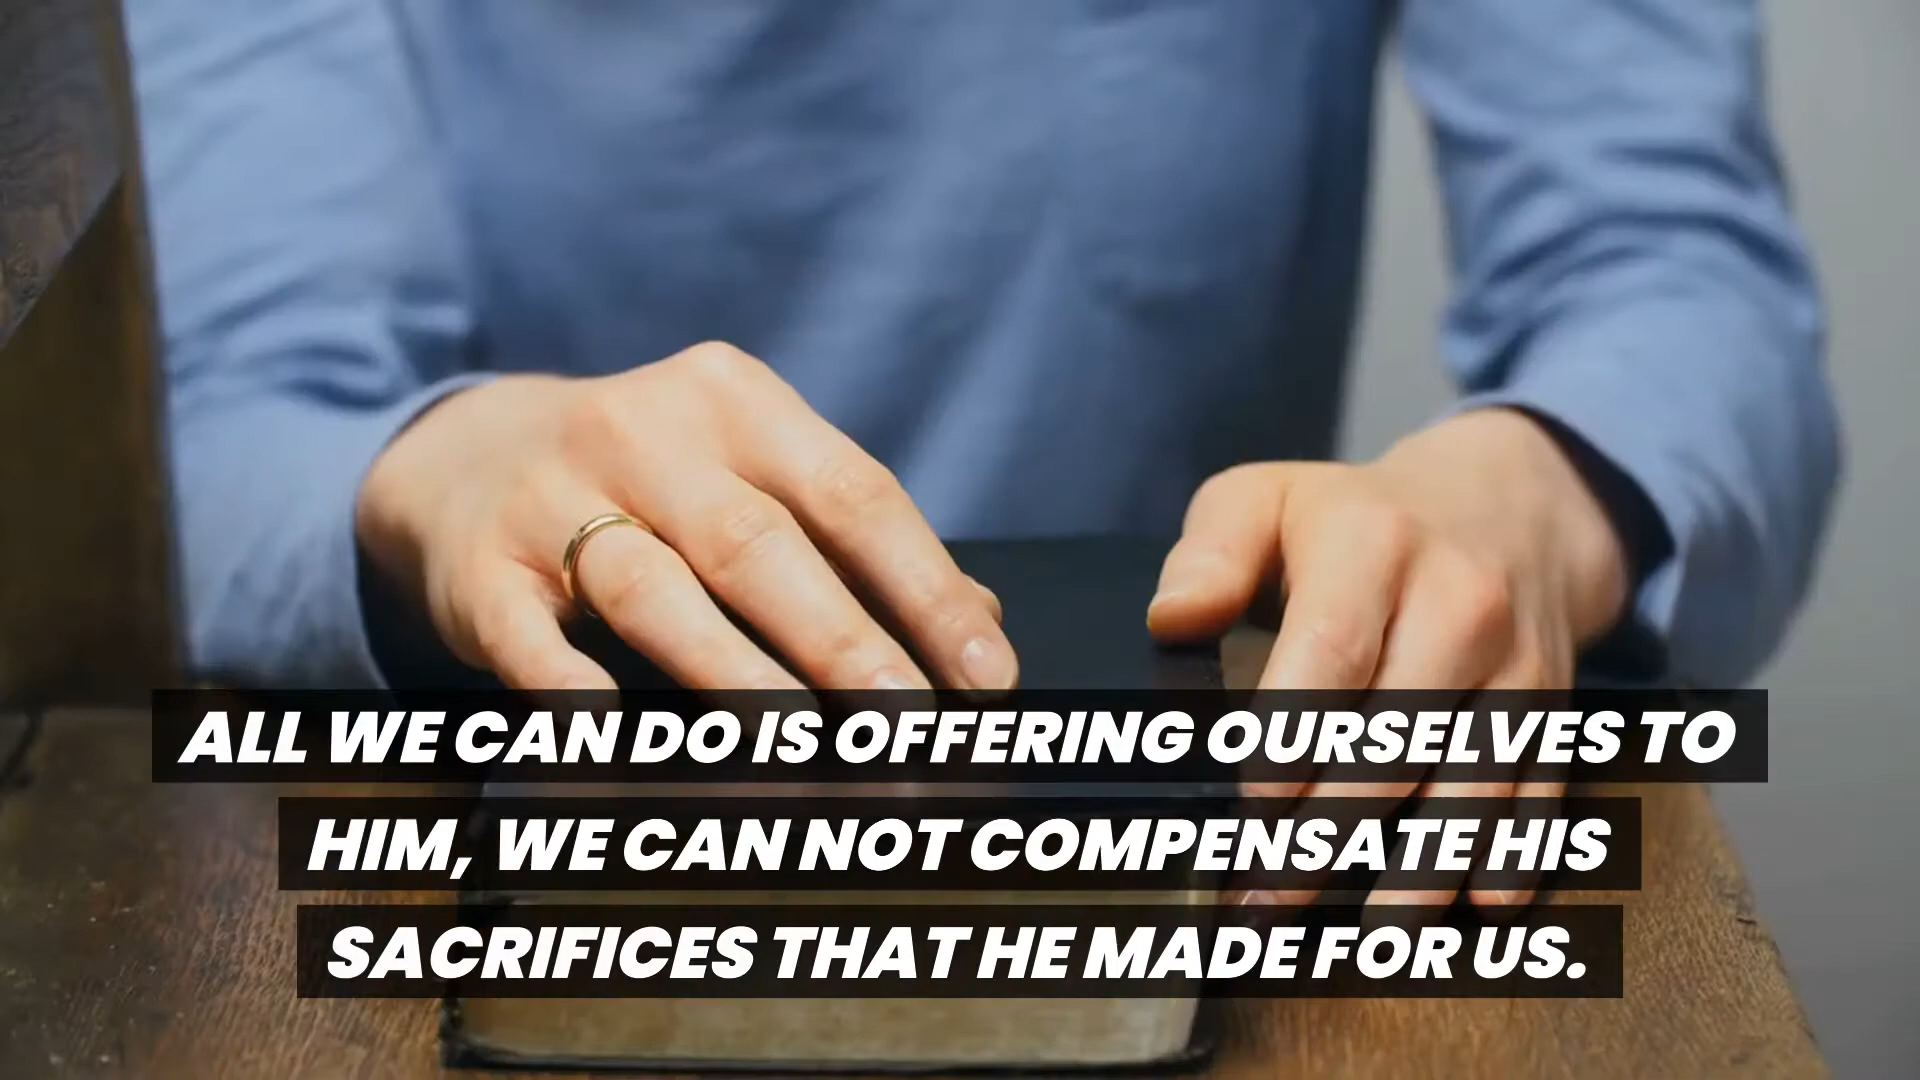 ALL WE CAN DO IS OFFERING OURSELVES TO
HIM, WE CAN NOT COMPENSATE HIS
SACRIFICES THAT HE MADE FOR US.